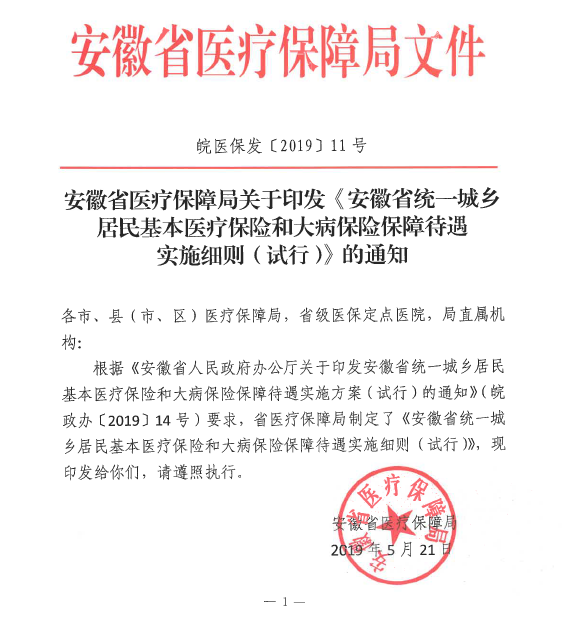 安徽省医疗保障局文件
皖医保发〔2019〕11 号
安徽省医疗保障局关于印发《安徽省统一城乡
居民基本医疗保险和大病保险保障待遇
实施细则（试行）》的通知
各市、县（市、区）医疗保障局，省级医保定点医院，局直属机
构：
根据《安徽省人民政府办公厅关于印发安徽省统一城乡居民
基本医疗保险和大病保险保障待遇实施方案（试行）的通知》（皖
政办〔2019〕14 号）要求，省医疗保障局制定了《安徽省统一城
乡居民基本医疗保险和大病保险保障待遇实施细则（试行）》，现
印发给你们，请遵照执行。
安徽省医疗保障局
安徽省医疗保障局
2019 年 5 月 21 日
— 1 —